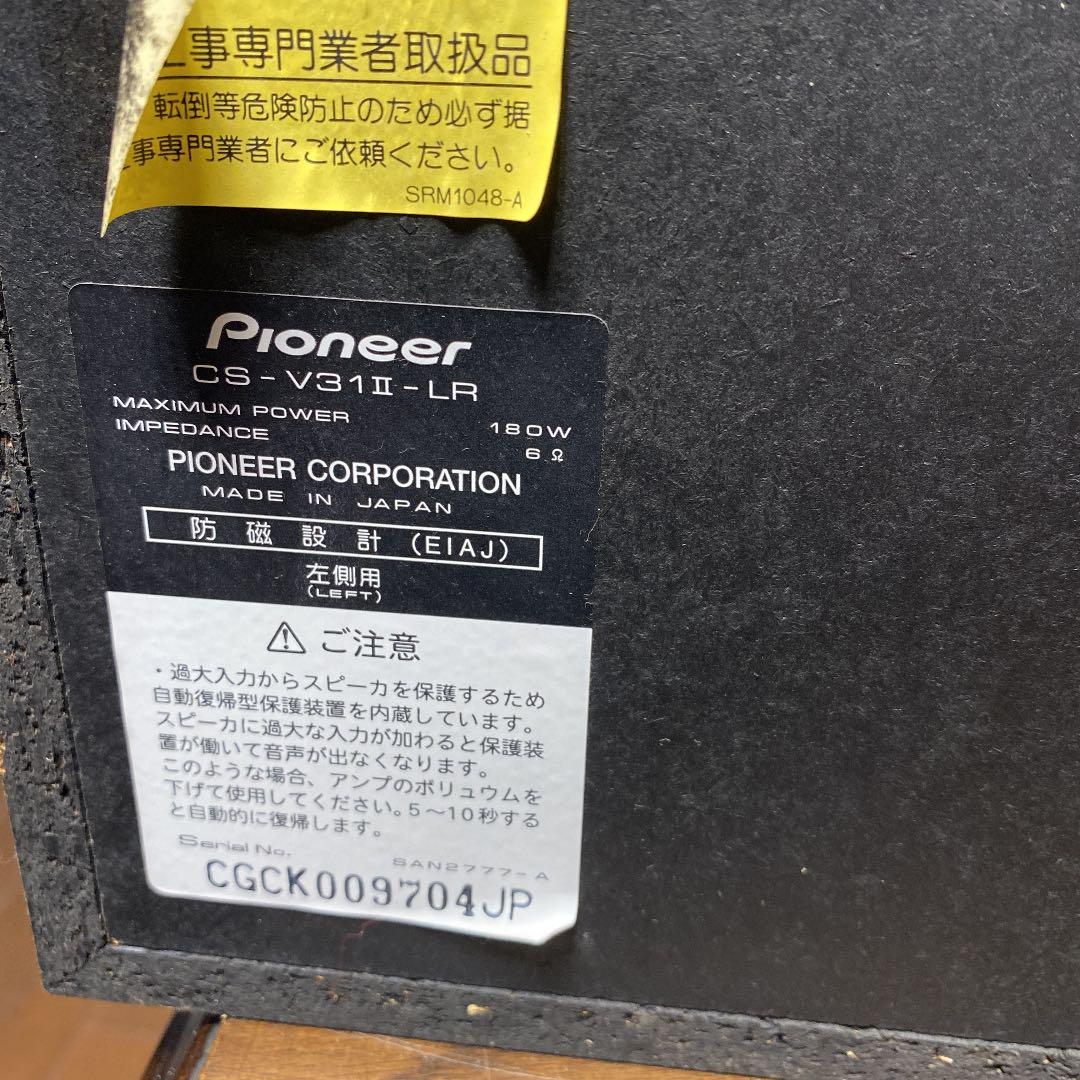 事専門業者取扱品
転倒等危険防止のため必ず据
事専門業者にご依頼ください。
SRM1048-A
Pioneer
CS-V31II-LR
MAXIMUM POWER 180W
IMPEDANCE 6Ω
PIONEER CORPORATION
MADE IN JAPAN
防磁設計(EIAJ)
左側用
(LEFT)
⚠ご注意
・過大入力からスピーカを保護するため
自動復帰型保護装置を内蔵しています。
スピーカに過大な入力が加わると保護装
置が働いて音声が出なくなります。
このような場合、アンプのボリュウムを
下げて使用してください。5～10秒する
と自動的に復帰します。
Serial No.
SAN2777-A
CGCK009704JP